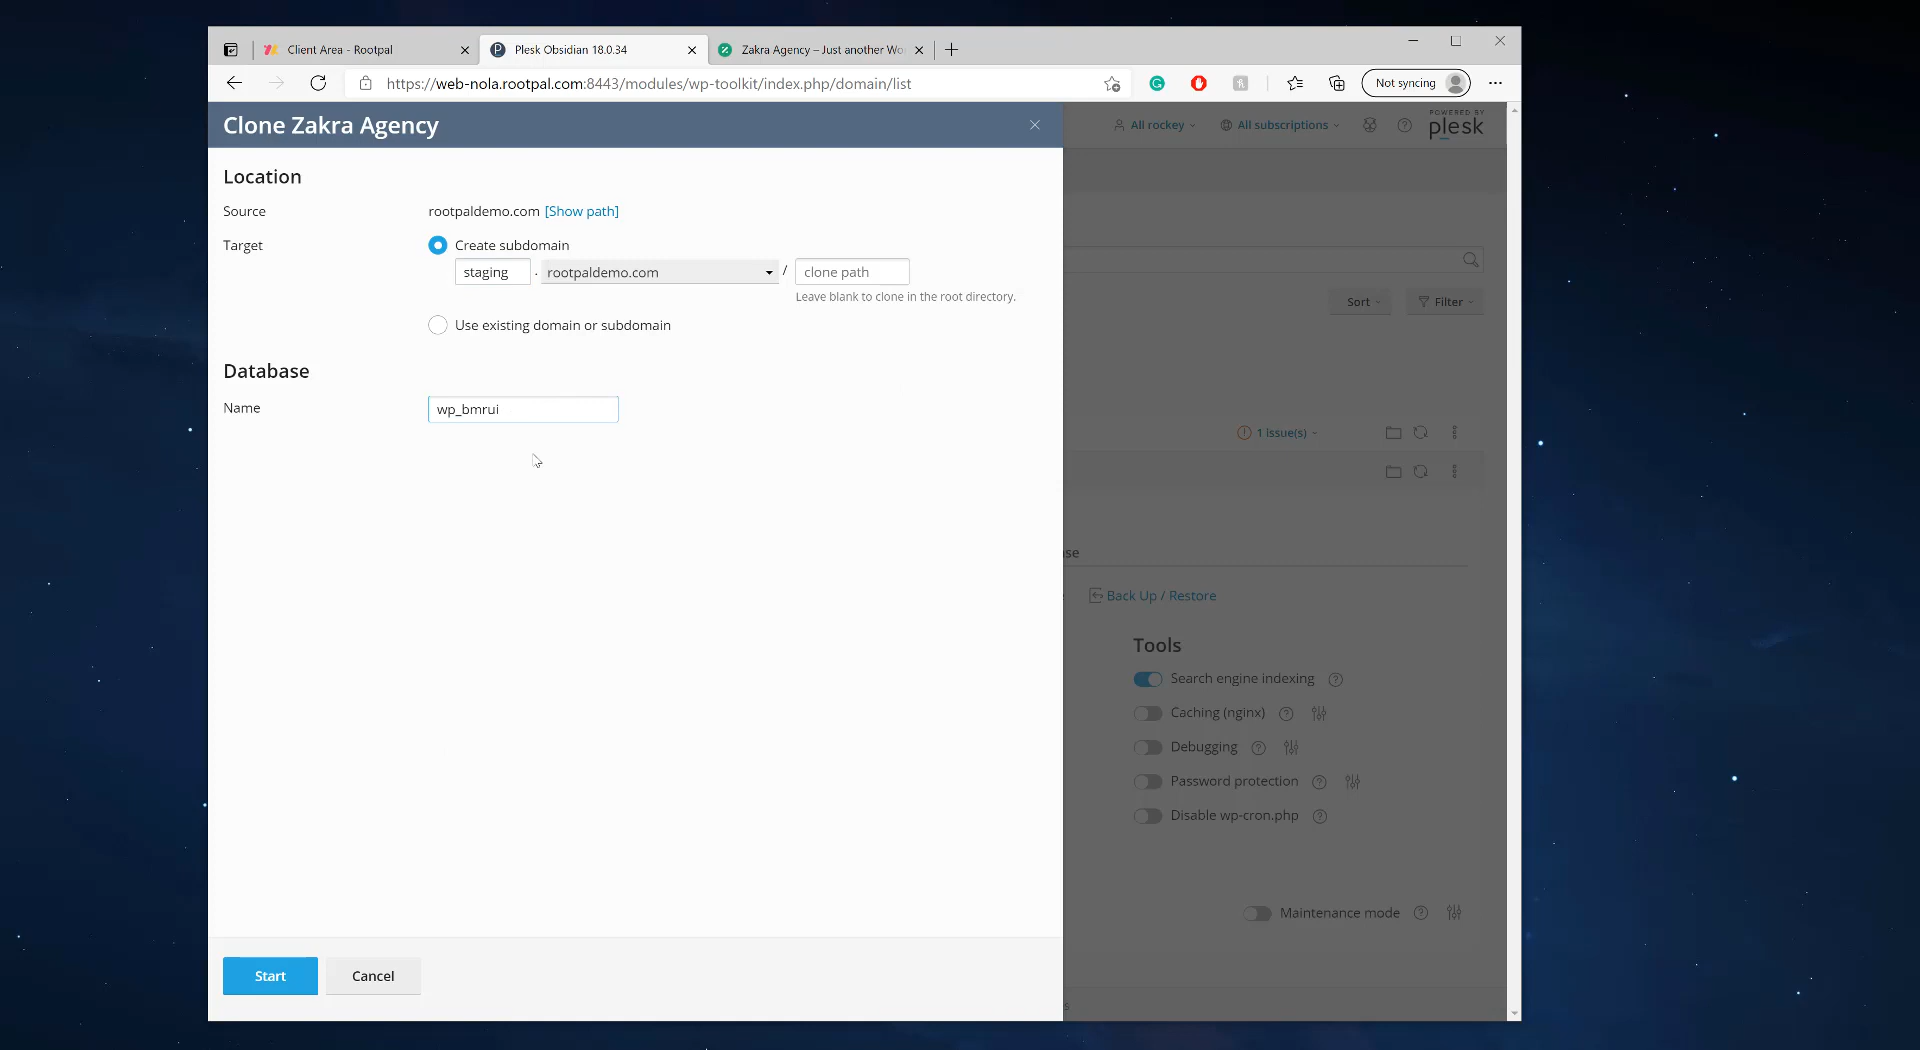 Client Area - Rootpal
Plesk Obsidian 18.0.34
Zakra Agency – Just another Wo
https://web-nola.rootpal.com:8443/modules/wp-toolkit/index.php/domain/list
Not syncing
Clone Zakra Agency
All rockey
All subscriptions
POWERED BY
plesk
Location
Source
rootpaldemo.com [Show path]
Target
Create subdomain
staging . rootpaldemo.com / clone path
Leave blank to clone in the root directory.
Use existing domain or subdomain
Sort
Filter
Database
Name
wp_bmrui
1 issue(s)
se
Back Up / Restore
Tools
Search engine indexing
Caching (nginx)
Debugging
Password protection
Disable wp-cron.php
Maintenance mode
Start
Cancel
s